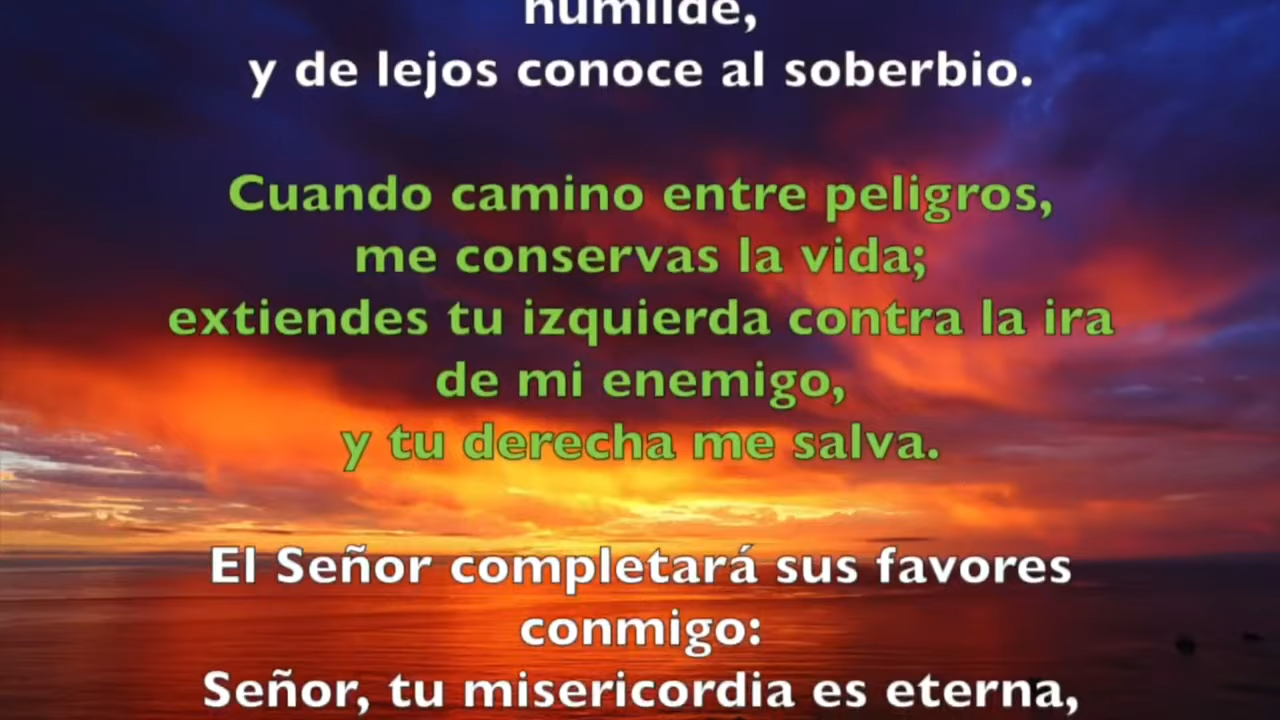 humilde,
y de lejos conoce al soberbio.
Cuando camino entre peligros,
me conservas la vida;
extiendes tu izquierda contra la ira
de mi enemigo,
y tu derecha me salva.
El Señor completará sus favores
conmigo:
Señor, tu misericordia es eterna,